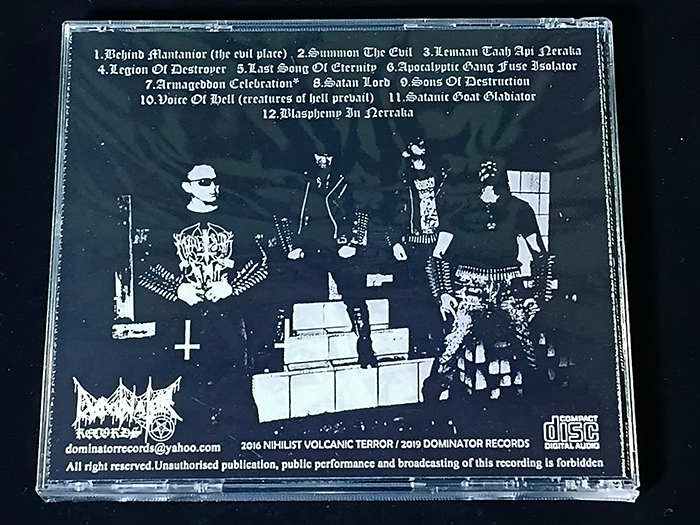 1.Behind Mantanior (the evil place) 2.Summon The Evil 3.Lemaan Taah Api Neraka
4.Legion Of Destroyer 5.Last Song Of Eternity 6.Apocalyptic Gang Fuse Isolator
7.Armageddon Celebration* 8.Satan Lord 9.Sons Of Destruction
10.Voice Of Hell (creatures of hell prevail) 11.Satanic Goat Gladiator
12.Blasphemy In Nerraka
DOMINATOR
RECORDS
dominatorrecords@yahoo.com
2016 NIHILIST VOLCANIC TERROR / 2019 DOMINATOR RECORDS
COMPACT
disc
DIGITAL AUDIO
All right reserved.Unauthorised publication, public performance and broadcasting of this recording is forbidden